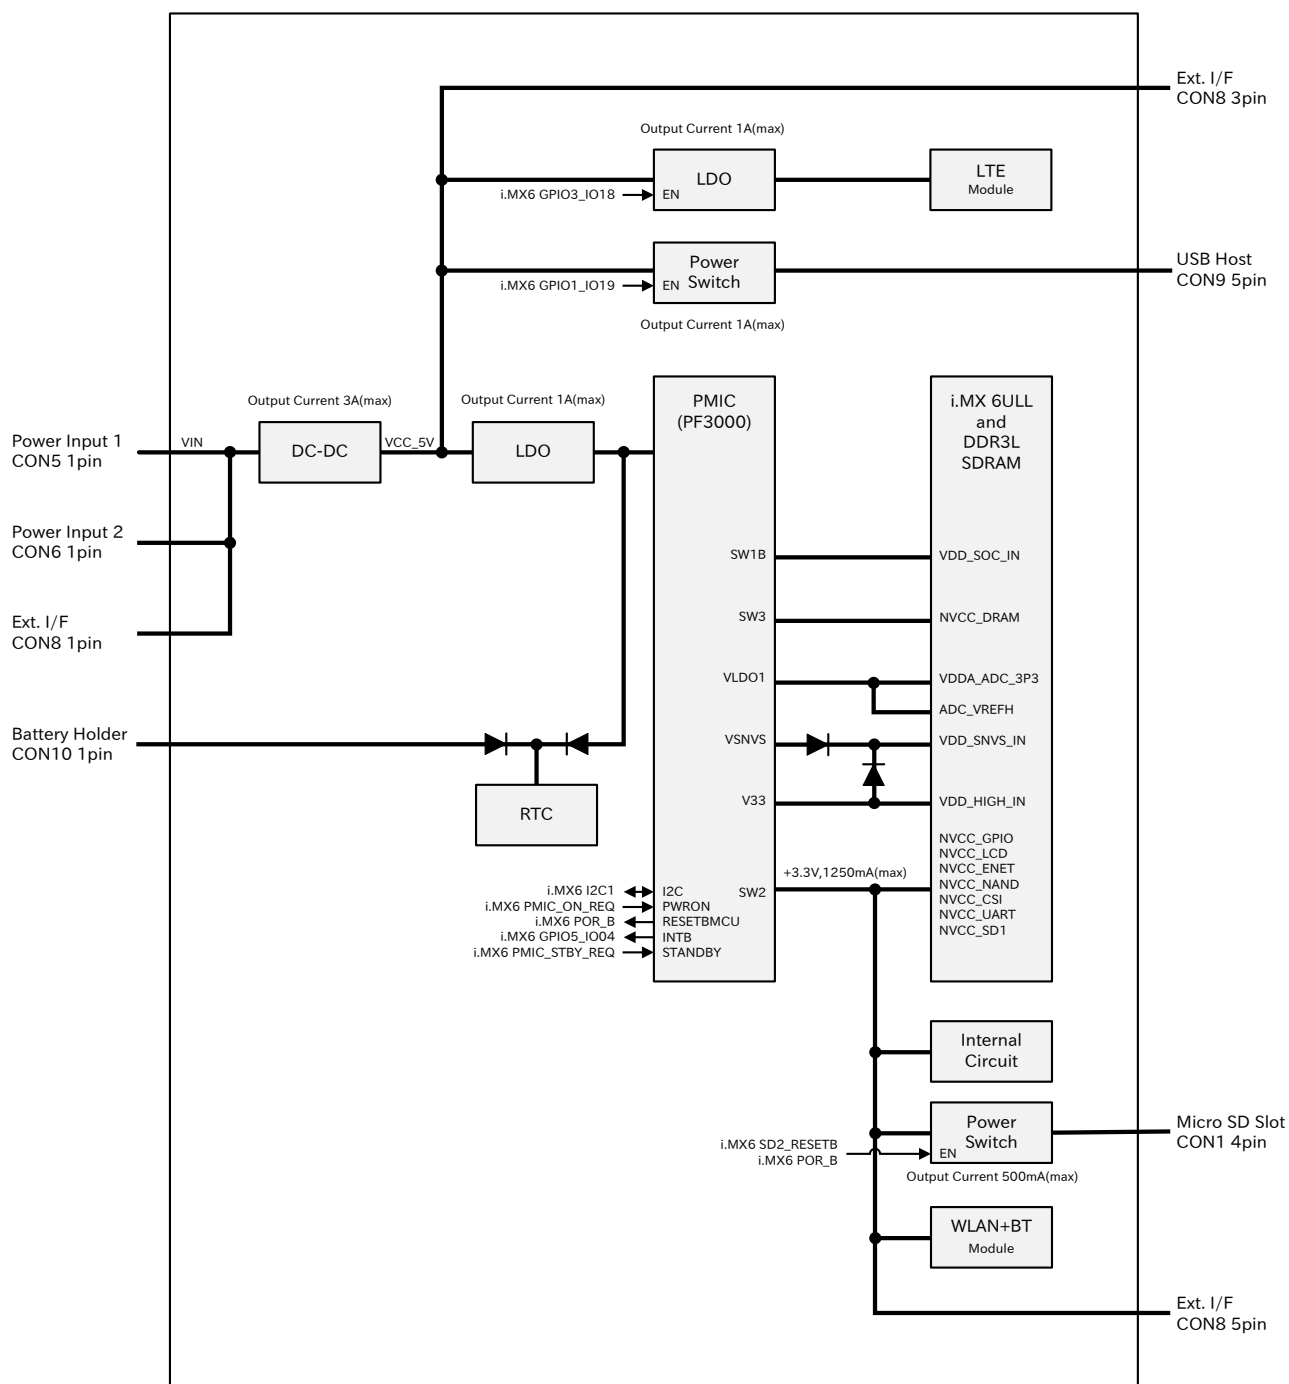 Ext. I/F
CON8 3pin
Output Current 1A(max)
LDO
i.MX6 GPIO3_IO18
EN
LTE
Module
Power
Switch
i.MX6 GPIO1_IO19
EN
Output Current 1A(max)
USB Host
CON9 5pin
Power Input 1
CON5 1pin
VIN
Output Current 3A(max)
DC-DC
VCC_5V
Output Current 1A(max)
LDO
PMIC
(PF3000)
i.MX 6ULL
and
DDR3L
SDRAM
Power Input 2
CON6 1pin
Ext. I/F
CON8 1pin
SW1B
VDD_SOC_IN
SW3
NVCC_DRAM
VLDO1
VDDA_ADC_3P3
ADC_VREFH
Battery Holder
CON10 1pin
VSNVS
VDD_SNVS_IN
V33
VDD_HIGH_IN
RTC
NVCC_GPIO
NVCC_LCD
NVCC_ENET
NVCC_NAND
NVCC_CSI
NVCC_UART
NVCC_SD1
+3.3V,1250mA(max)
SW2
i.MX6 I2C1
I2C
i.MX6 PMIC_ON_REQ
PWRON
i.MX6 POR_B
RESETBMCU
i.MX6 GPIO5_IO04
INTB
i.MX6 PMIC_STBY_REQ
STANDBY
Internal
Circuit
Power
Switch
i.MX6 SD2_RESETB
i.MX6 POR_B
EN
Output Current 500mA(max)
Micro SD Slot
CON1 4pin
WLAN+BT
Module
Ext. I/F
CON8 5pin